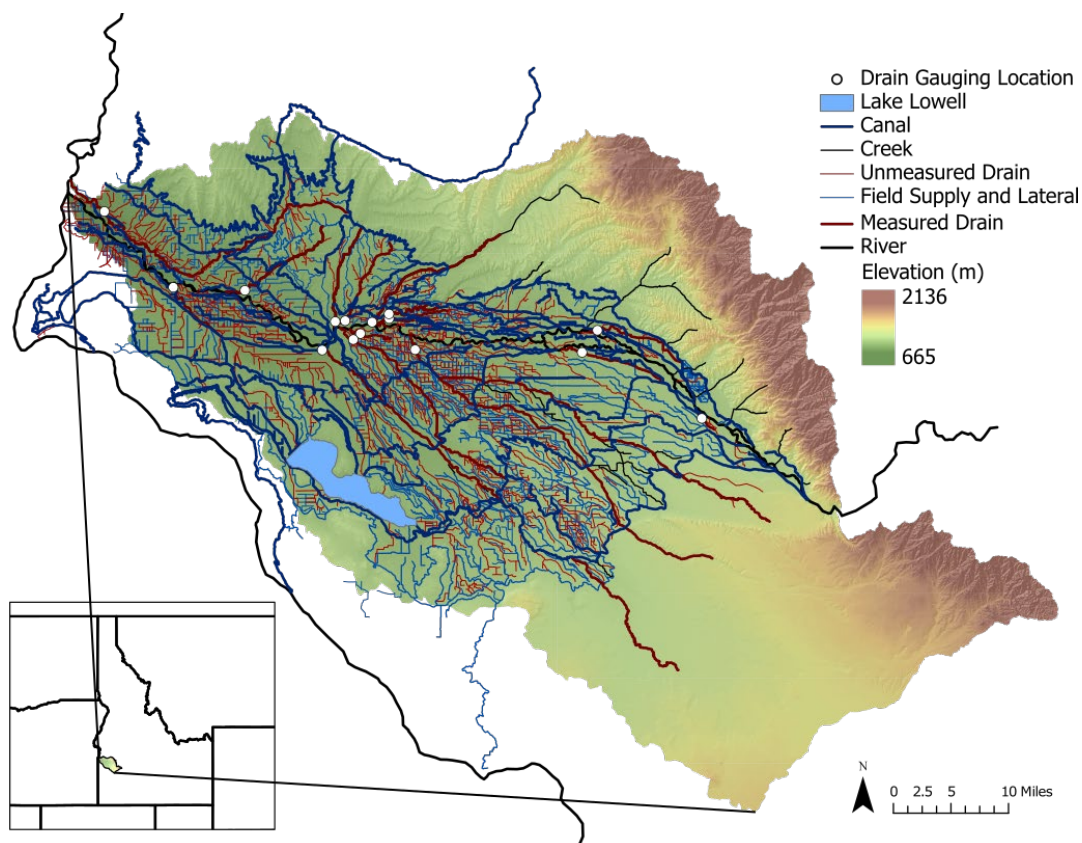 Drain Gauging Location
Lake Lowell
Canal
Creek
Unmeasured Drain
Field Supply and Lateral
Measured Drain
River
Elevation (m)
2136
665
N
0 2.5 5 10 Miles